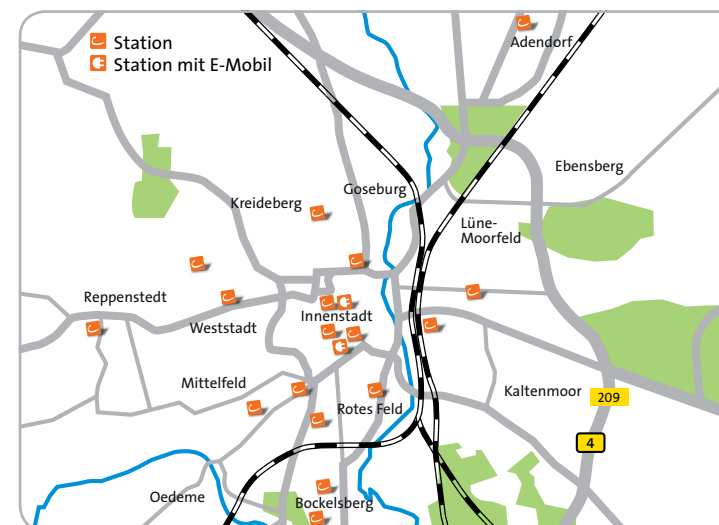 Station
Station mit E-Mobil
Adendorf
Ebensberg
Goseburg
Kreideberg
Lüne-
Moorfeld
Reppenstedt
Innenstadt
Weststadt
Mittelfeld
Kaltenmoor
209
Rotes Feld
4
Oedeme
Bockelsberg